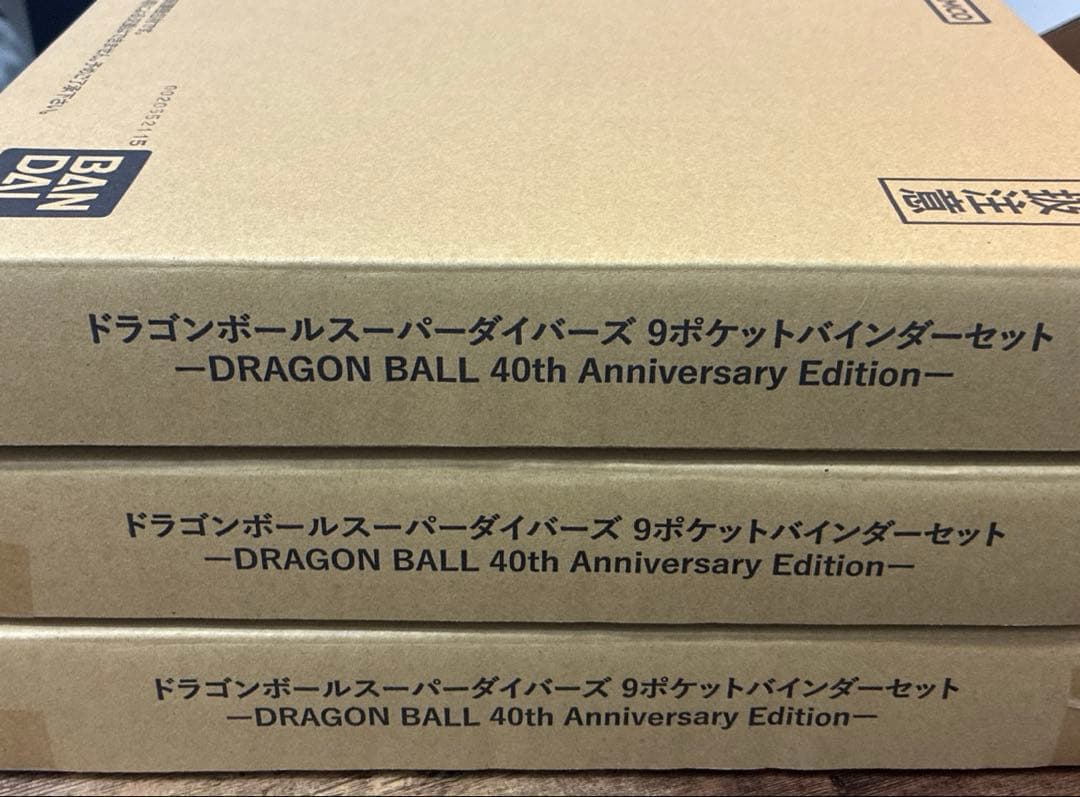 0020952115
BAN
DAI
扱注意
ドラゴンボールスーパーダイバーズ 9ポケットバインダーセット
—DRAGON BALL 40th Anniversary Edition—
ドラゴンボールスーパーダイバーズ 9ポケットバインダーセット
—DRAGON BALL 40th Anniversary Edition—
ドラゴンボールスーパーダイバーズ 9ポケットバインダーセット
—DRAGON BALL 40th Anniversary Edition—